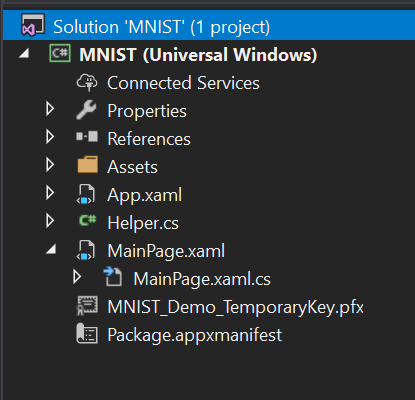 Solution 'MNIST' (1 project)
C# MNIST (Universal Windows)
Connected Services
Properties
References
Assets
App.xaml
C# Helper.cs
MainPage.xaml
MainPage.xaml.cs
MNIST_Demo_TemporaryKey.pfx
Package.appxmanifest